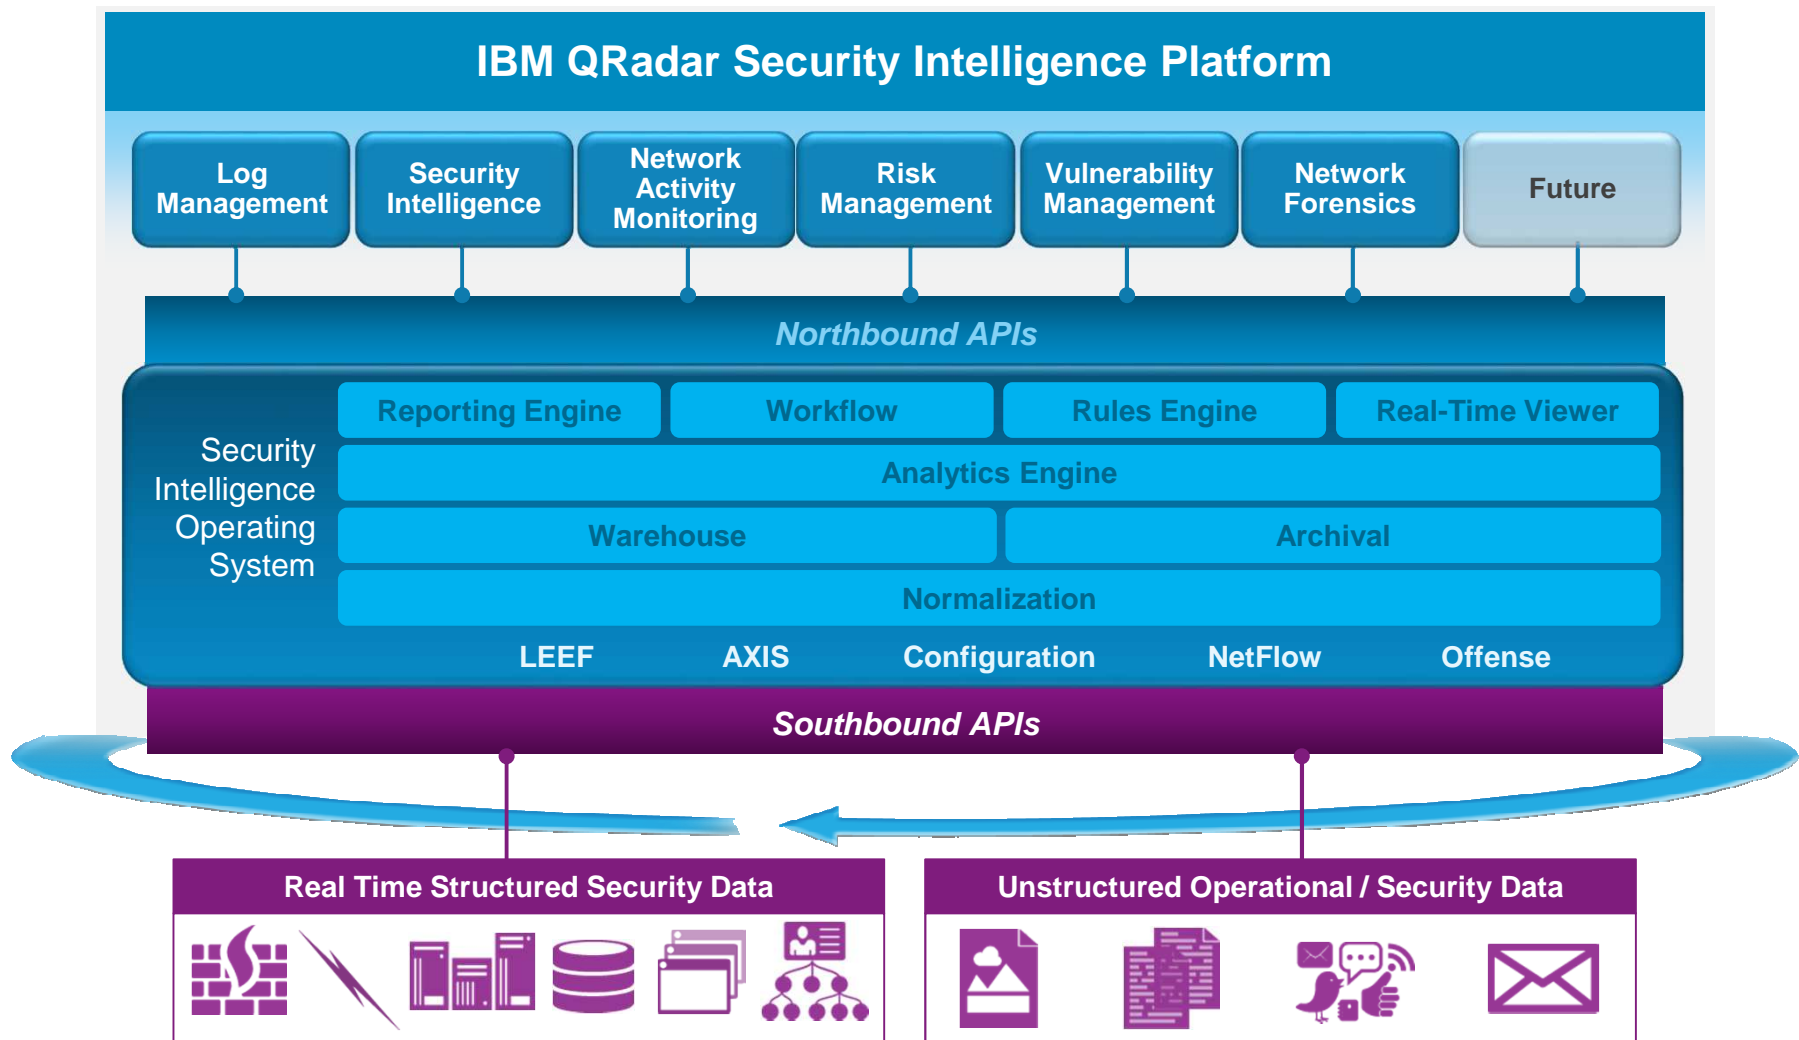 IBM QRadar Security Intelligence Platform
Log
Management
Security
Intelligence
Network
Activity
Monitoring
Risk
Management
Vulnerability
Management
Network
Forensics
Future
Northbound APIs
Security
Intelligence
Operating
System
Reporting Engine
Workflow
Rules Engine
Real-Time Viewer
Analytics Engine
Warehouse
Archival
Normalization
LEEF
AXIS
Configuration
NetFlow
Offense
Southbound APIs
Real Time Structured Security Data
Unstructured Operational / Security Data